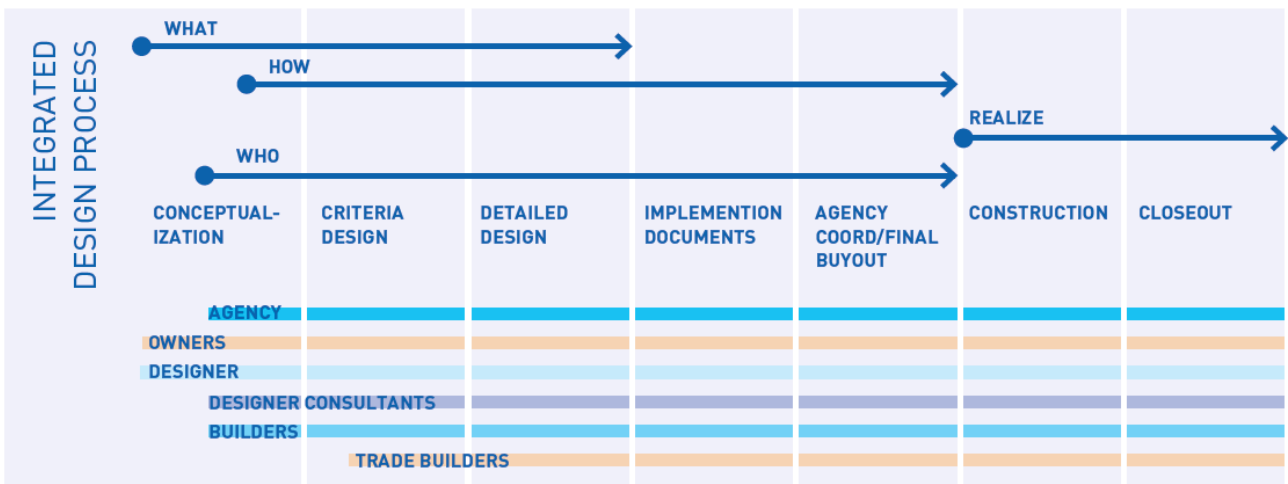 INTEGRATED
DESIGN PROCESS
WHAT
HOW
REALIZE
WHO
CONCEPTUAL-
IZATION
CRITERIA
DESIGN
DETAILED
DESIGN
IMPLEMENTION
DOCUMENTS
AGENCY
COORD/FINAL
BUYOUT
CONSTRUCTION
CLOSEOUT
AGENCY
OWNERS
DESIGNER
DESIGNER CONSULTANTS
BUILDERS
TRADE BUILDERS